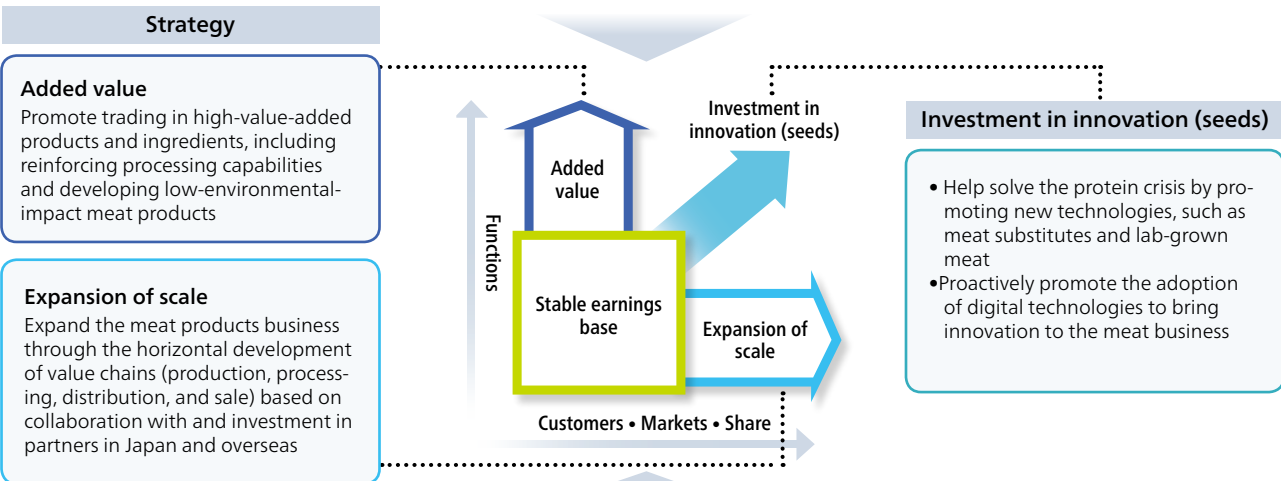 Strategy
Added value
Promote trading in high-value-added
products and ingredients, including
reinforcing processing capabilities
and developing low-environmental-
impact meat products
Expansion of scale
Expand the meat products business
through the horizontal development
of value chains (production, process-
ing, distribution, and sale) based on
collaboration with and investment in
partners in Japan and overseas
Functions
Added
value
Investment in
innovation (seeds)
Stable earnings
base
Expansion of
scale
Customers • Markets • Share
Investment in innovation (seeds)
• Help solve the protein crisis by pro-
moting new technologies, such as
meat substitutes and lab-grown
meat
•Proactively promote the adoption
of digital technologies to bring
innovation to the meat business